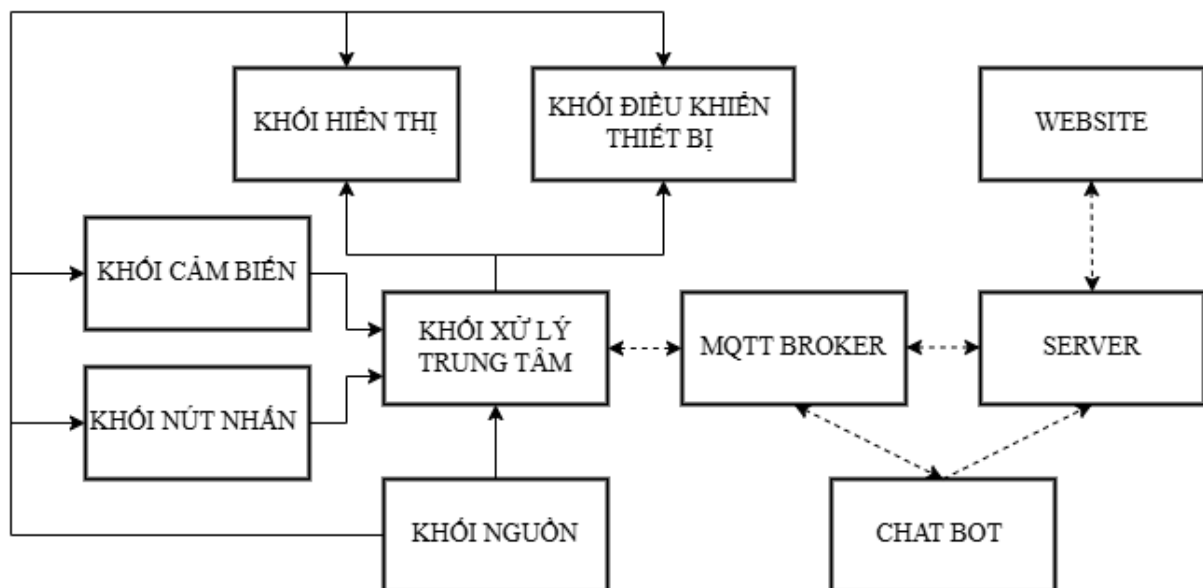 KHỐI HIỂN THỊ
KHỐI ĐIỀU KHIỂN
THIẾT BỊ
WEBSITE
KHỐI CẢM BIẾN
KHỐI XỬ LÝ
TRUNG TÂM
MQTT BROKER
SERVER
KHỐI NÚT NHẤN
KHỐI NGUỒN
CHAT BOT